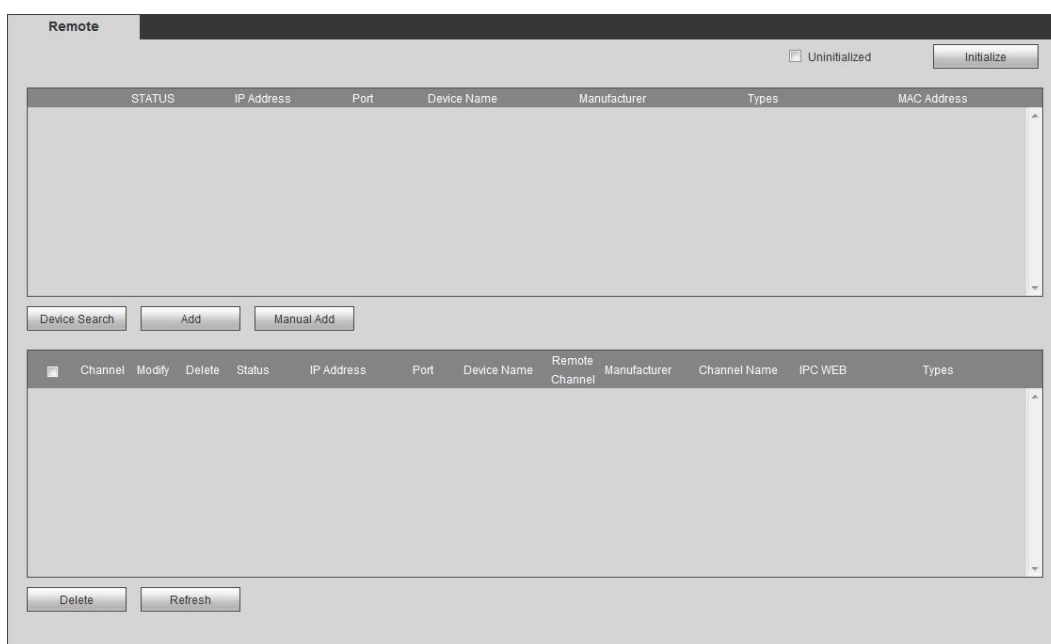 Remote
Uninitialized Initialize
STATUS IP Address Port Device Name Manufacturer Types MAC Address
Device Search Add Manual Add
Channel Modify Delete Status IP Address Port Device Name Remote Channel Manufacturer Channel Name IPC WEB Types
Delete Refresh